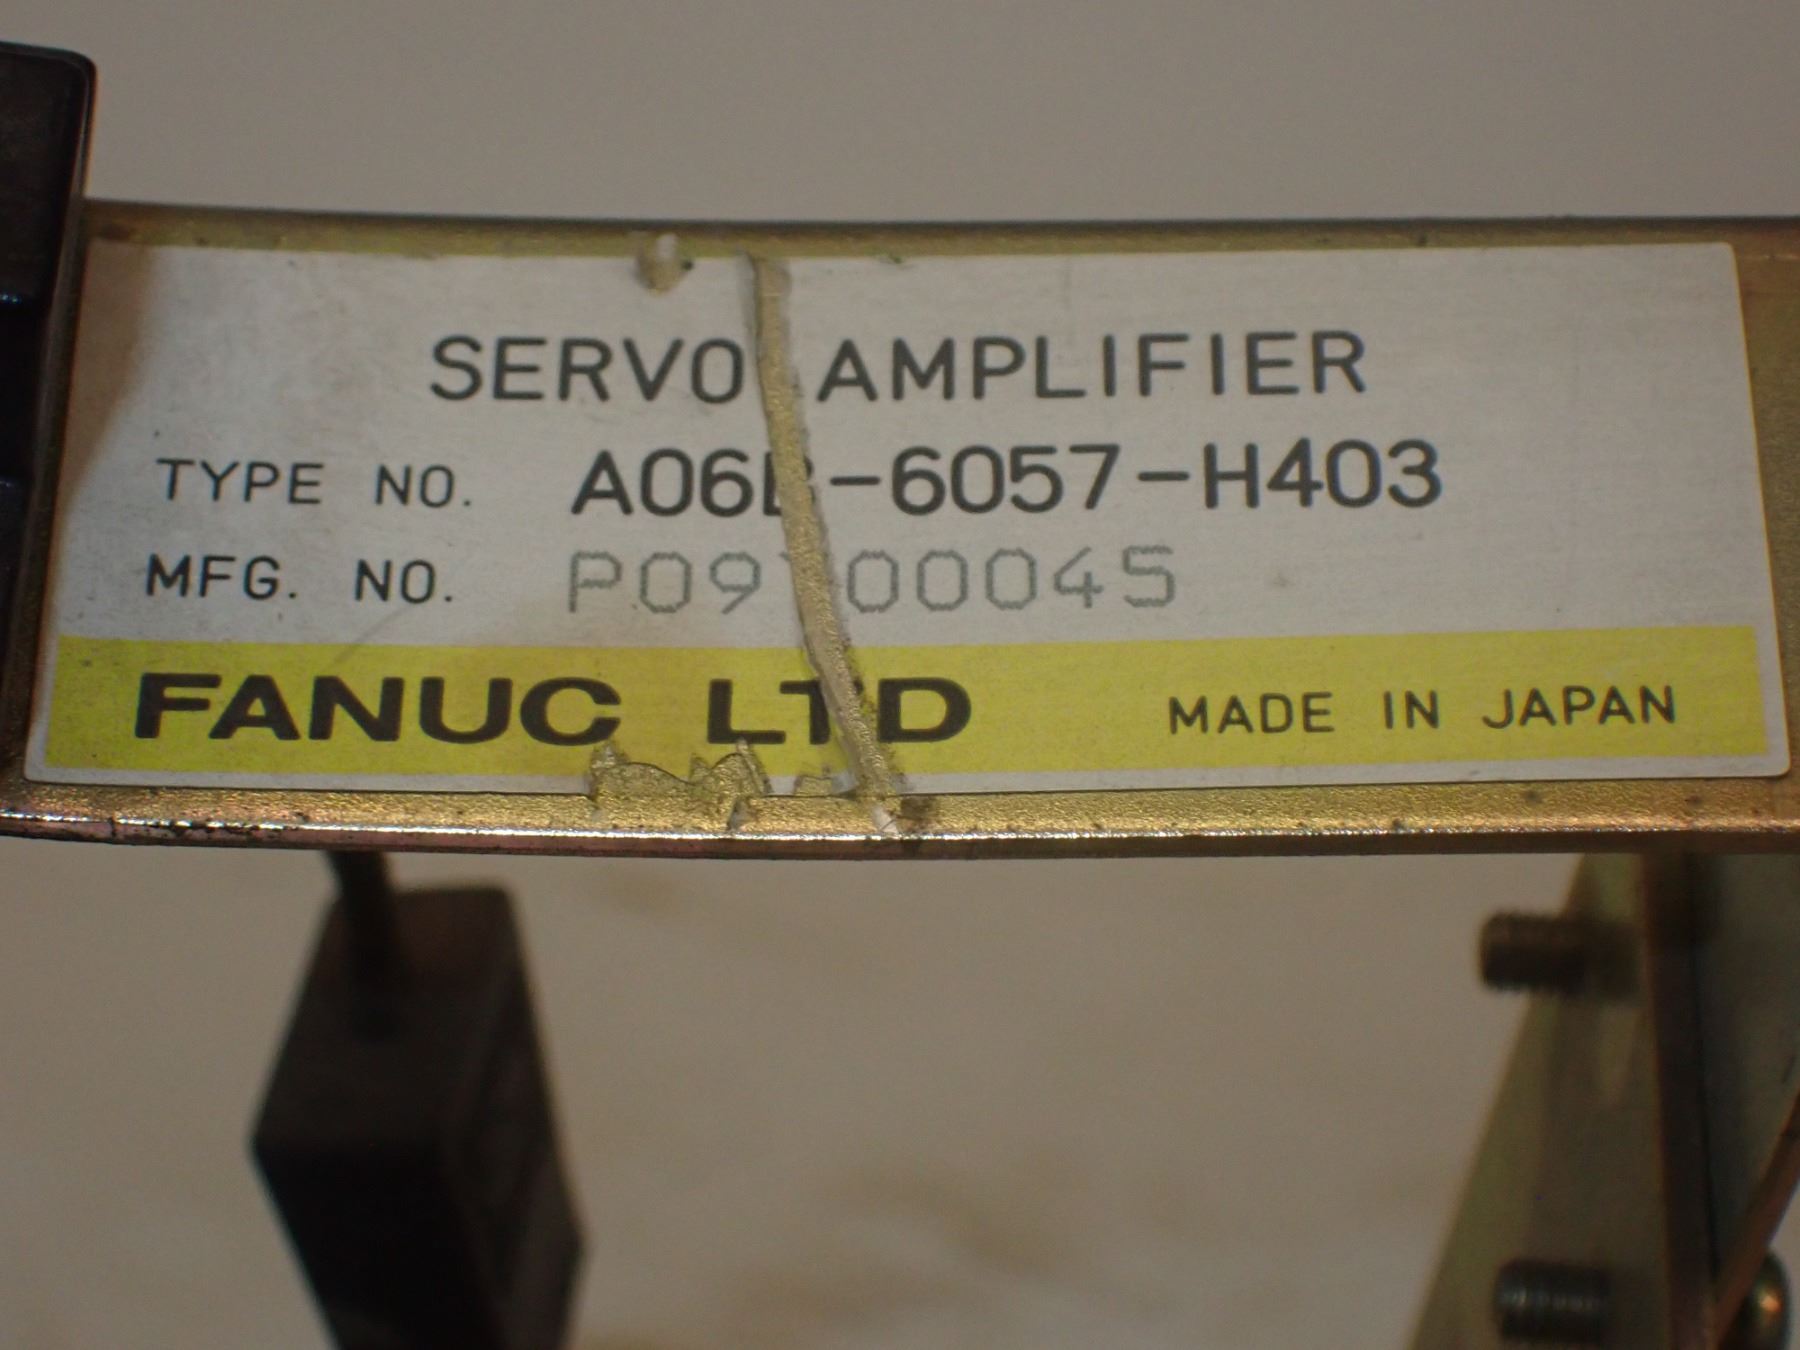 SERVO AMPLIFIER
TYPE NO. A06B-6057-H403
MFG. NO.
FANUC LTD MADE IN JAPAN